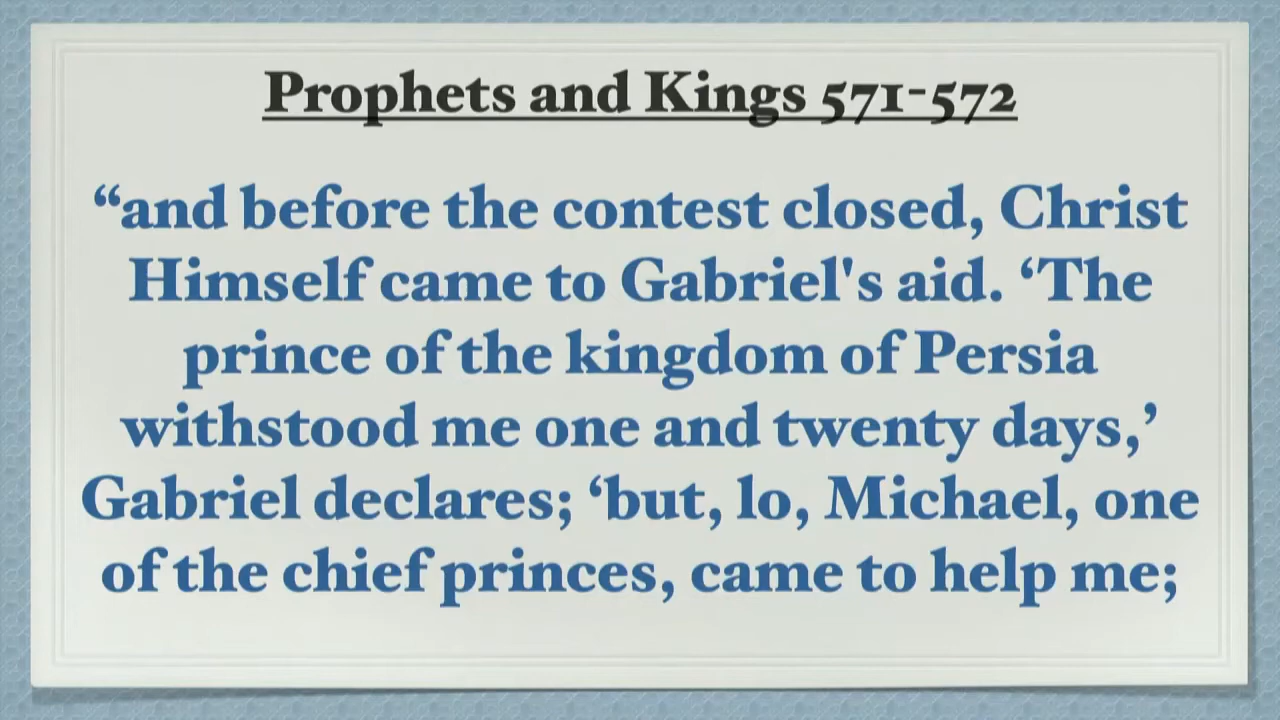 Prophets and Kings 571-572
“and before the contest closed, Christ
Himself came to Gabriel's aid. ‘The
prince of the kingdom of Persia
withstood me one and twenty days,’
Gabriel declares; ‘but, lo, Michael, one
of the chief princes, came to help me;